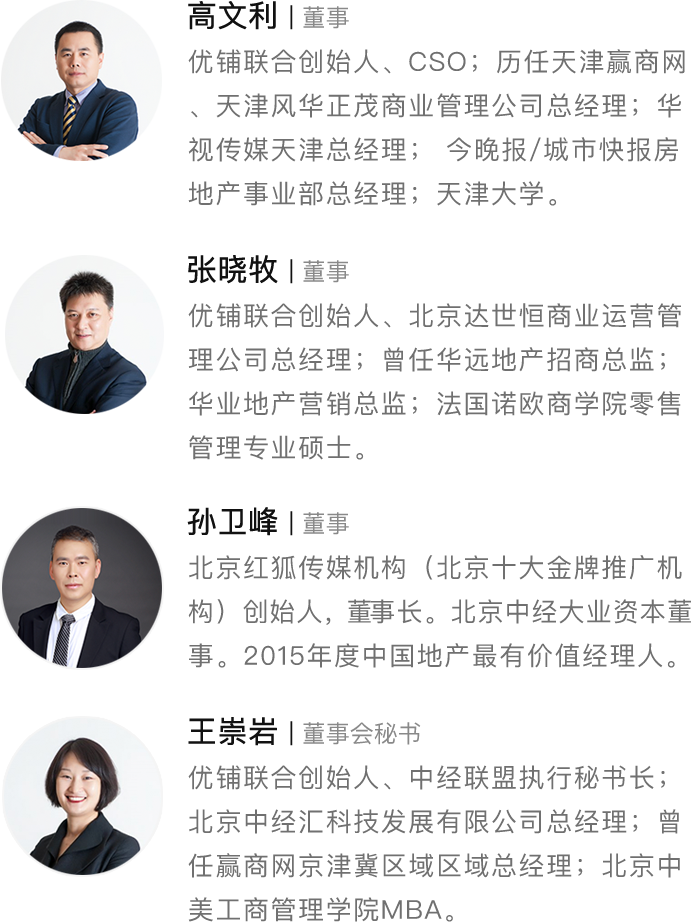 高文利 | 董事
优铺联合创始人、CSO；历任天津赢商网
、天津风华正茂商业管理公司总经理；华
视传媒天津总经理； 今晚报/城市快报房
地产事业部总经理；天津大学。
张晓牧 | 董事
优铺联合创始人、北京达世恒商业运营管
理公司总经理；曾任华远地产招商总监；
华业地产营销总监；法国诺欧商学院零售
管理专业硕士。
孙卫峰 | 董事
北京红狐传媒机构（北京十大金牌推广机
构）创始人，董事长。北京中经大业资本董
事。2015年度中国地产最有价值经理人。
王崇岩 | 董事会秘书
优铺联合创始人、中经联盟执行秘书长；
北京中经汇科技发展有限公司总经理；曾
任赢商网京津冀区域区域总经理；北京中
美工商管理学院MBA。